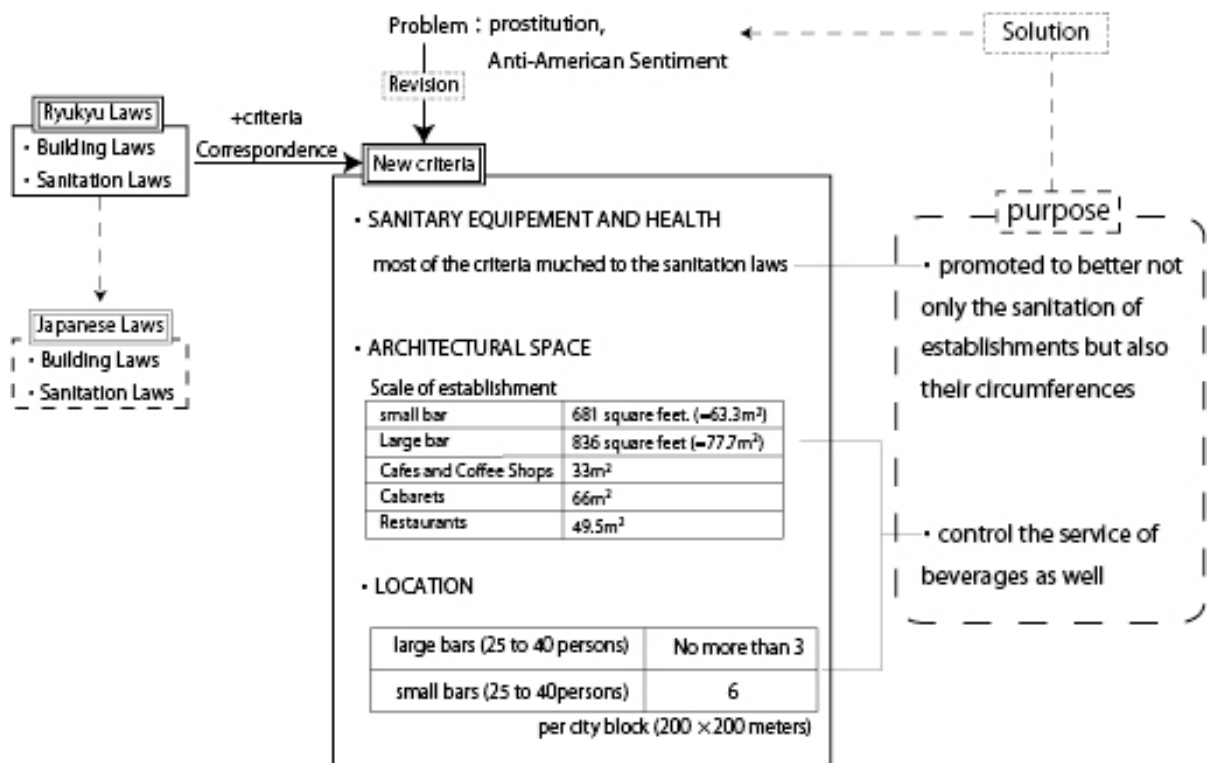 Problem : prostitution,
Anti-American Sentiment
Solution
Revision
Ryukyu Laws
・Building Laws
・Sanitation Laws
+criteria
Correspondence
New criteria
Japanese Laws
・Building Laws
・Sanitation Laws
・SANITARY EQUIPEMENT AND HEALTH
most of the criteria muched to the sanitation laws
・ARCHITECTURAL SPACE
Scale of establishment
small bar 681 square feet. (=63.3m²)
Large bar 836 square feet (=77.7m²)
Cafes and Coffee Shops 33m²
Cabarets 66m²
Restaurants 49.5m²
・LOCATION
large bars (25 to 40 persons) No more than 3
small bars (25 to 40persons) 6
per city block (200 ×200 meters)
purpose
・promoted to better not
only the sanitation of
establishments but also
their circumferences
・control the service of
beverages as well